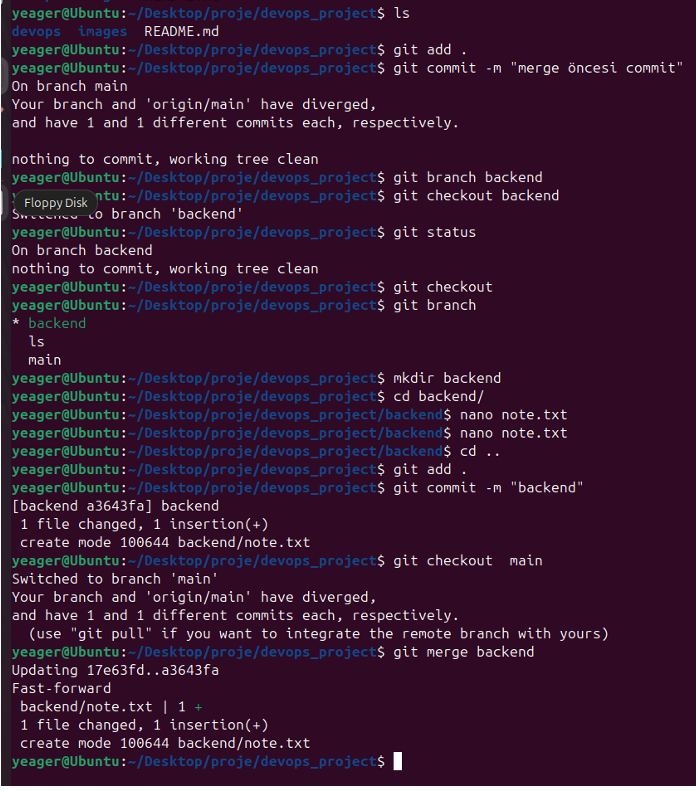 yeager@Ubuntu:~/Desktop/proje/devops_project$ ls
devops  images  README.md
yeager@Ubuntu:~/Desktop/proje/devops_project$ git add .
yeager@Ubuntu:~/Desktop/proje/devops_project$ git commit -m "merge öncesi commit"
On branch main
Your branch and 'origin/main' have diverged,
and have 1 and 1 different commits each, respectively.
nothing to commit, working tree clean
yeager@Ubuntu:~/Desktop/proje/devops_project$ git branch backend
tu:~/Desktop/proje/devops_project$ git checkout backend
Floppy Disk
to branch 'backend'
yeager@Ubuntu:~/Desktop/proje/devops_project$ git status
On branch backend
nothing to commit, working tree clean
yeager@Ubuntu:~/Desktop/proje/devops_project$ git checkout
yeager@Ubuntu:~/Desktop/proje/devops_project$ git branch
* backend
  ls
  main
yeager@Ubuntu:~/Desktop/proje/devops_project$ mkdir backend
yeager@Ubuntu:~/Desktop/proje/devops_project$ cd backend/
yeager@Ubuntu:~/Desktop/proje/devops_project/backend$ nano note.txt
yeager@Ubuntu:~/Desktop/proje/devops_project/backend$ nano note.txt
yeager@Ubuntu:~/Desktop/proje/devops_project/backend$ cd ..
yeager@Ubuntu:~/Desktop/proje/devops_project$ git add .
yeager@Ubuntu:~/Desktop/proje/devops_project$ git commit -m "backend"
[backend a3643fa] backend
 1 file changed, 1 insertion(+)
 create mode 100644 backend/note.txt
yeager@Ubuntu:~/Desktop/proje/devops_project$ git checkout  main
Switched to branch 'main'
Your branch and 'origin/main' have diverged,
and have 1 and 1 different commits each, respectively.
  (use "git pull" if you want to integrate the remote branch with yours)
yeager@Ubuntu:~/Desktop/proje/devops_project$ git merge backend
Updating 17e63fd..a3643fa
Fast-forward
 backend/note.txt | 1 +
 1 file changed, 1 insertion(+)
 create mode 100644 backend/note.txt
yeager@Ubuntu:~/Desktop/proje/devops_project$